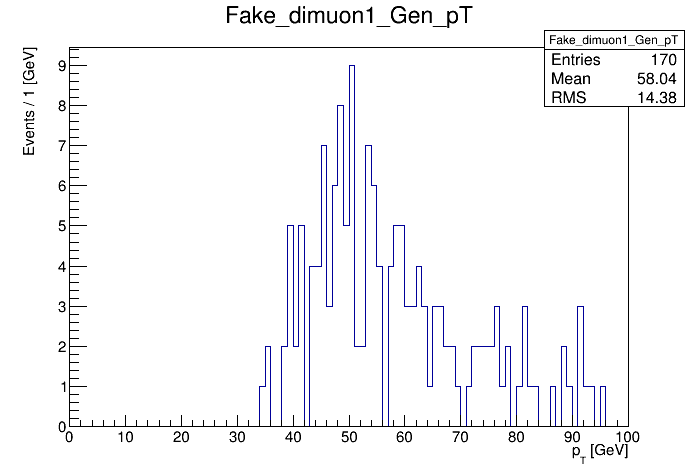 Fake_dimuon1_Gen_pT
Fake_dimuon1_Gen_pT
Entries 170
Mean 58.04
RMS 14.38
Events / 1 [GeV]
9
8
7
6
5
4
3
2
1
0
0 10 20 30 40 50 60 70 80 90 100
p_T [GeV]